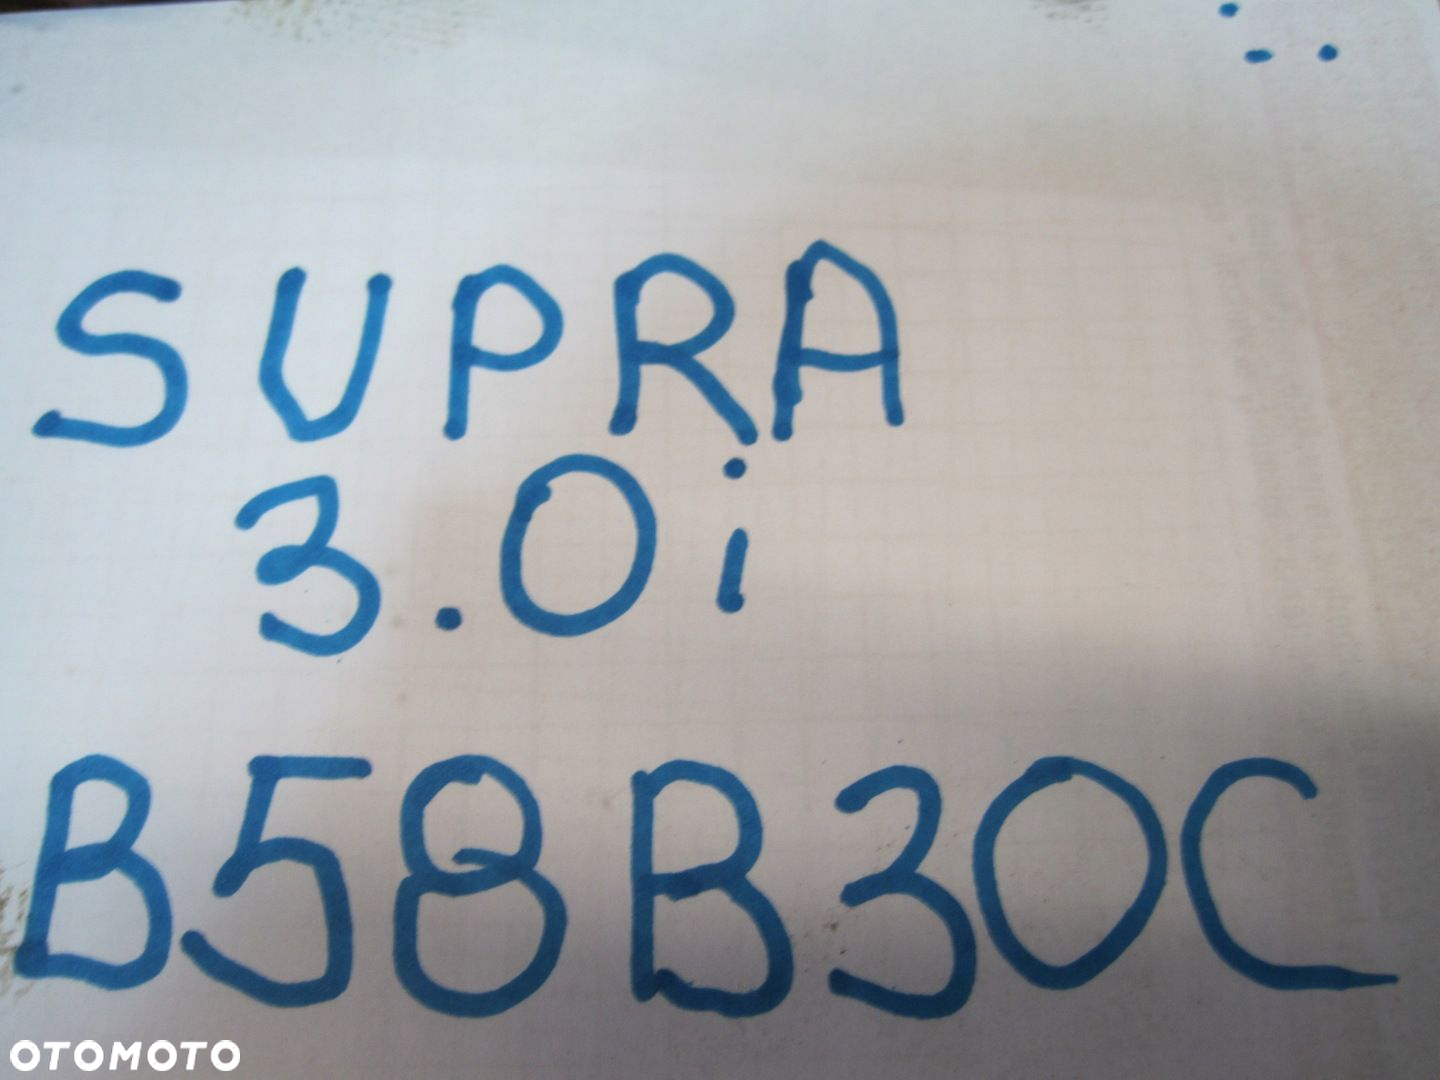 SUPRA
3.0i
B58B30C
OTOMOTO